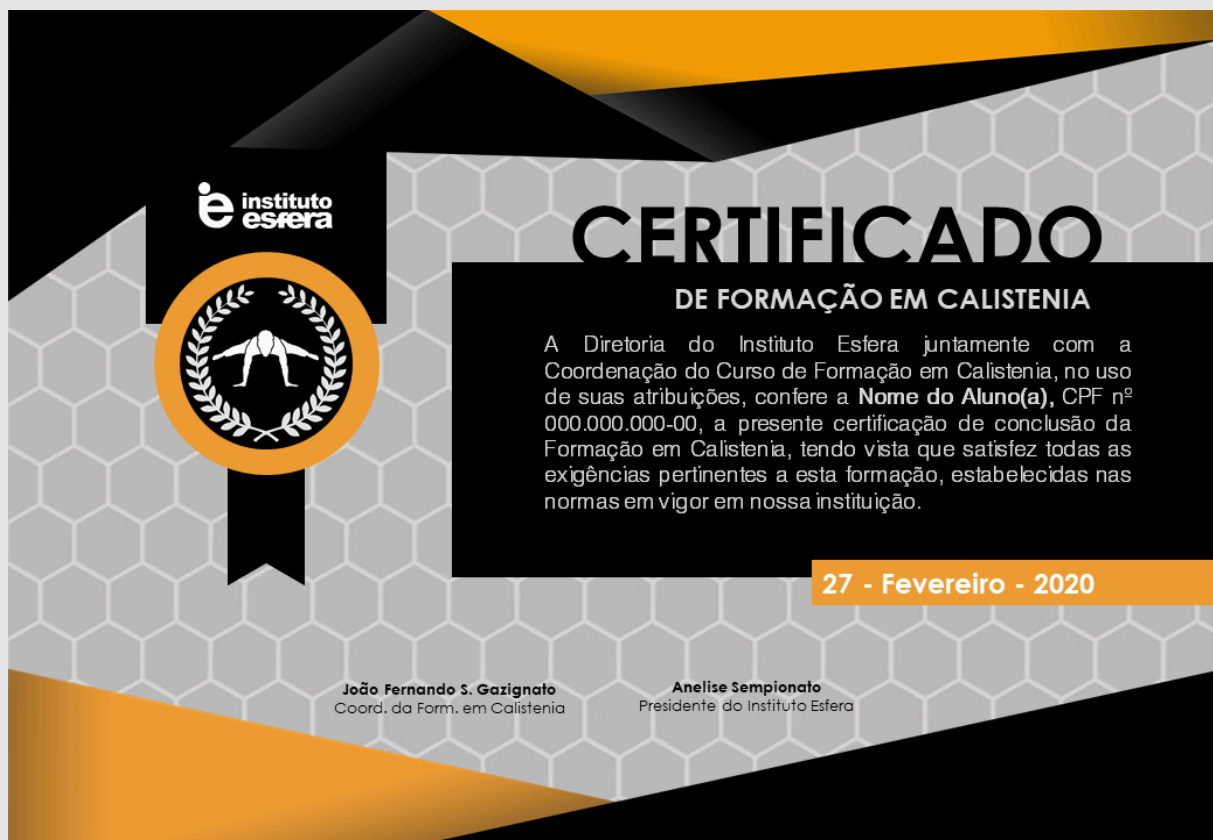 instituto
esfera
CERTIFICADO
DE FORMAÇÃO EM CALISTENIA
A Diretoria do Instituto Esfera juntamente com a
Coordenação do Curso de Formação em Calistenia, no uso
de suas atribuições, confere a Nome do Aluno(a), CPF nº
000.000.000-00, a presente certificação de conclusão da
Formação em Calistenia, tendo vista que satisfez todas as
exigências pertinentes a esta formação, estabelecidas nas
normas em vigor em nossa instituição.
27 - Fevereiro - 2020
João Fernando S. Gazignato
Coord. da Form. em Calistenia
Anelise Sempionato
Presidente do Instituto Esfera